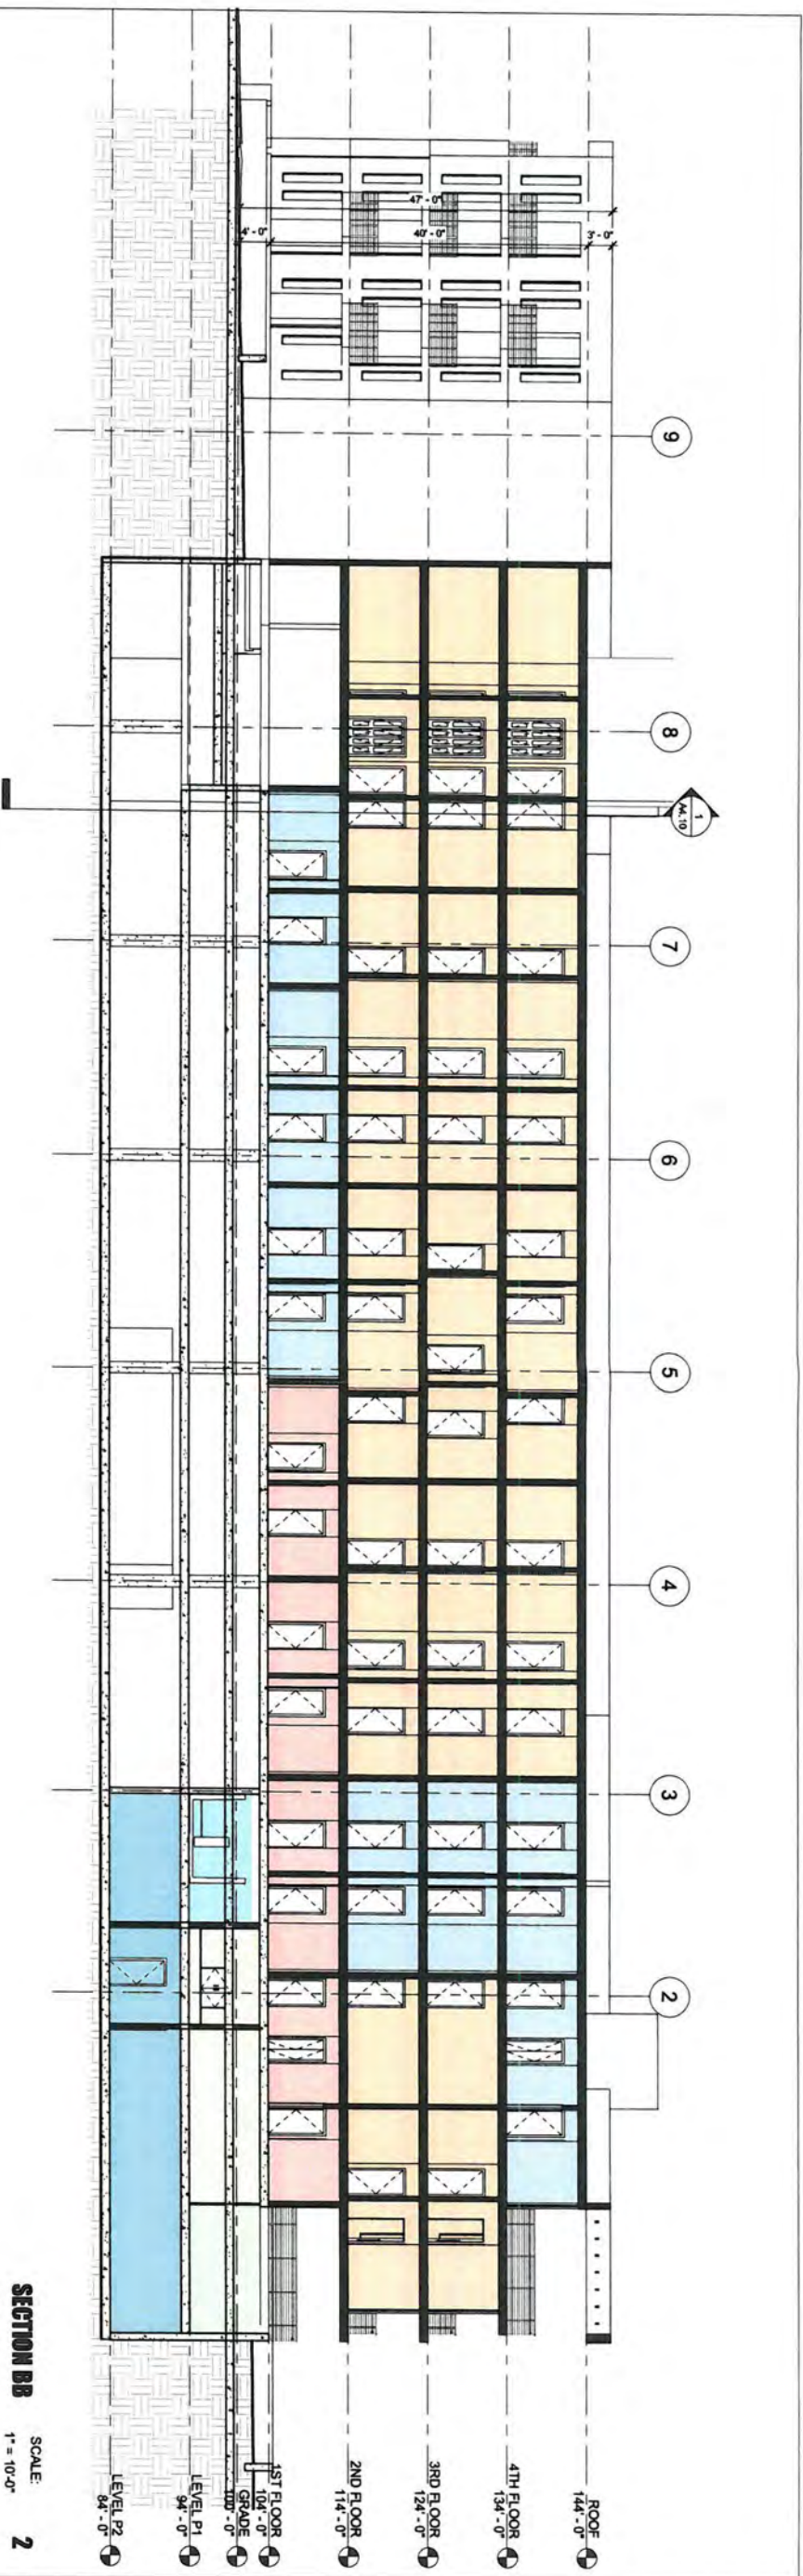 9
8
1
A4.10
7
6
5
4
3
2
47' - 0"
4' - 0"
40' - 0"
3' - 0"
ROOF
144' - 0"
4TH FLOOR
134' - 0"
3RD FLOOR
124' - 0"
2ND FLOOR
114' - 0"
1ST FLOOR
104' - 0"
GRADE
100' - 0"
LEVEL P1
94' - 0"
LEVEL P2
84' - 0"
SECTION BB
SCALE:
1" = 10'-0"
2